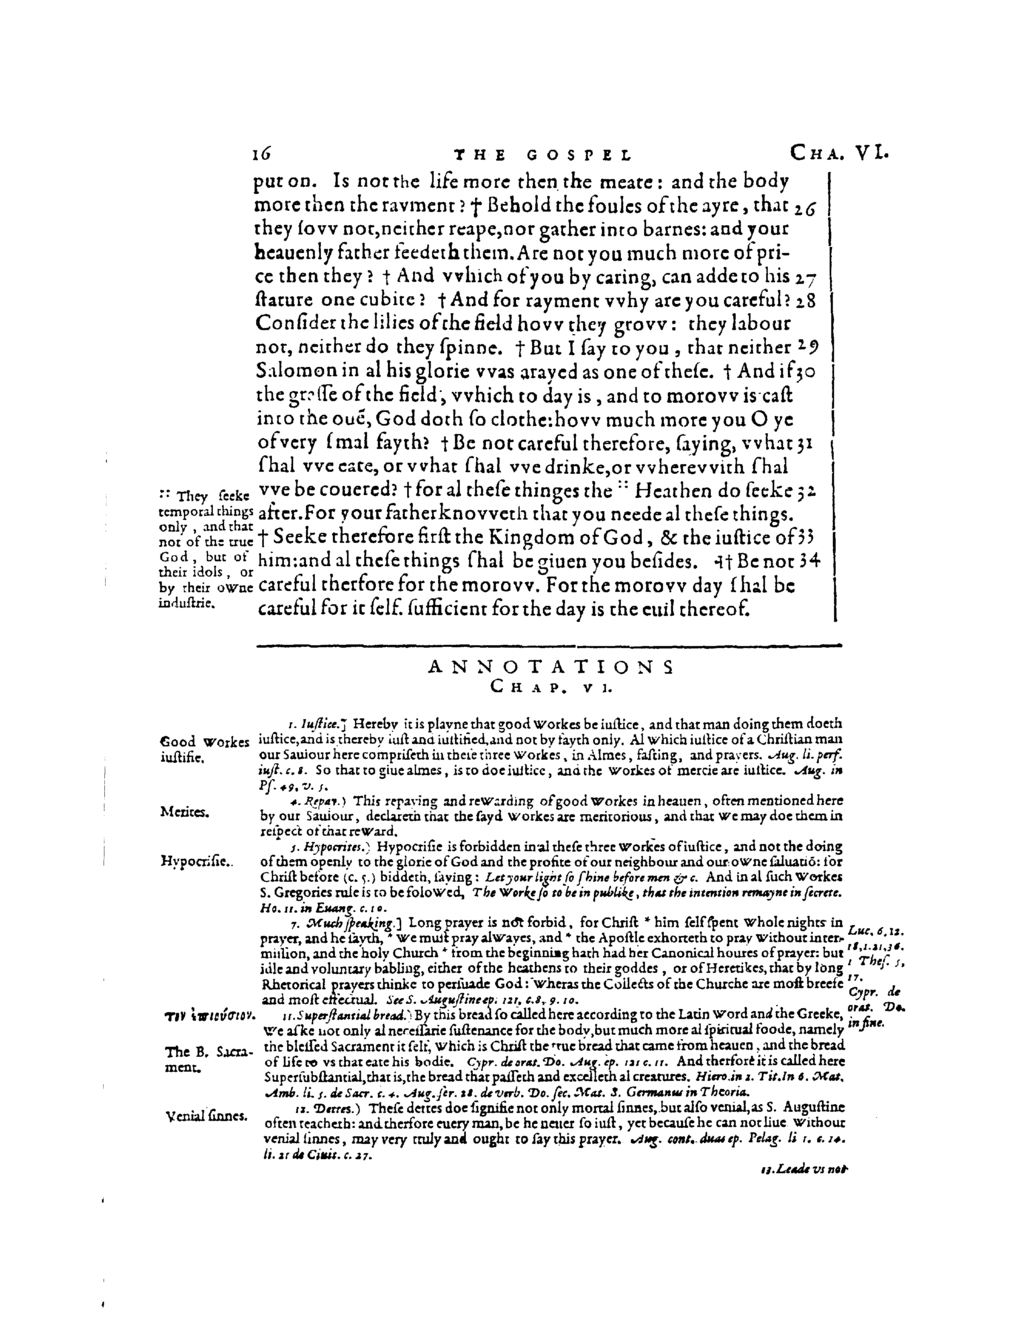 16 THE GOSPEL CHA. VI.
put on. Is not the life more then the meate: and the body
more then the rayment? † Behold the foules of the ayre, that 26
they ſovv not, neither reape, nor gather into barnes: and your
heauenly father feedeth them. Are not you much more of pri-
ce then they? † And vvhich of you by caring, can adde to his 27
ſtature one cubite? † And for rayment vvhy are you careful? 28
Conſider the lilies of the field hovv they grovv: they labour
not, neither do they ſpinne. † But I ſay to you, that neither 29
Salomon in al his glorie vvas arayed as one of theſe. † And if 30
the graſſe of the field, vvhich to day is, and to morovv is caſt
into the ouẽ, God doth ſo clothe: hovv much more you O ye
of very ſmal fayth? † Be not careful therefore, ſaying, vvhat 31
ſhal vve eate, or vvhat ſhal vve drinke, or vvherevvith ſhal
vve be couered? † for al theſe thinges the :: Heathen do ſeeke 32
after. For your father knovveth that you neede al theſe things.
† Seeke therefore firſt the Kingdom of God, & the iuſtice of 33
him: and al theſe things ſhal be giuen you beſides. ⊣† Be not 34
careful therfore for the morovv. For the morovv day ſhal be
careful for it ſelf. ſufficient for the day is the euil thereof.
:: They ſeeke
temporal things
only, and that
not of the true
God, but of
their idols, or
by their owne
induſtrie.
ANNOTATIONS
CHAP. VI.
1. Iuſtice.] Hereby it is playne that good workes be iuſtice, and that man doing them doeth
iuſtice, and is thereby iuſt and iuſtified, and not by fayth only. Al which iuſtice of a Chriſtian man
our Sauiour here compriſeth in theſe three workes, in Almes, faſting, and prayers. Aug. li. perf.
iuſt. c. 8. So that to giue almes, is to doe iuſtice, and the workes of mercie are iuſtice. Aug. in
Pſ. 49, v. 5.
Good workes
iuſtifie.
4. Repay.) This repaying and rewarding of good workes in heauen, often mentioned here
by our Sauiour, declareth that the ſayd workes are meritorious, and that we may doe them in
reſpect of that reward.
Merites.
5. Hypocrites.) Hypocriſie is forbidden in al theſe three workes of iuſtice, and not the doing
of them openly to the glorie of God and the profite of our neighbour and our owne ſaluatiõ: for
Chriſt before (c. 5.) biddeth, ſaying: Let your light ſo ſhine before men &c. And in al ſuch workes
S. Gregories rule is to be folowed, The worke ſo to be in publike, that the intention remayne in ſecrete.
Ho. 11. in Euang. c. 10.
Hypocriſie.
7. Much ſpeaking.] Long prayer is not forbid, for Chriſt * him ſelf ſpent whole nights in
prayer, and he ſayth, * we muſt pray alwayes, and * the Apoſtle exhorteth to pray without inter-
miſſion, and the holy Church * from the beginning hath had her Canonical houres of prayer: but
idle and voluntary babling, either of the heathens to their goddes, or of Heretikes, that by long
Rhetorical prayers thinke to perſuade God: wheras the Collects of the Churche are moſt breefe
and moſt effectual. See S. Auguſtine ep. 121, c. 8, 9. 10.
Luc. 6, 12.
18, 1. 21, 36.
1 Theſ. 5,
17.
Cypr. de
orat. Do.
in fine.
11. Superſtantial bread.) By this bread ſo called here according to the Latin word and the Greeke,
we aſke not only al neceſſarie ſuſtenance for the body, but much more al ſpiritual foode, namely
the bleſſed Sacrament it ſelf, which is Chriſt the true bread that came from heauen, and the bread
of life to vs that eate his bodie. Cypr. de orat. Do. Aug. ep. 121 c. 11. And therfore it is called here
Superſubſtantial, that is, the bread that paſſeth and excelleth al creatures. Hiero. in 2. Tit. In 6. Mat.
Amb. li. 5. de Sacr. c. 4. Aug. ſer. 28. de verb. Do. ſec. Mat. S. Germanus in Theoria.
τὸν ἐπιούσιον.
The B. Sacra-
ment.
12. Dettes.) Theſe dettes doe ſignifie not only mortal ſinnes, but alſo venial, as S. Auguſtine
often teacheth: and therfore euery man, be he neuer ſo iuſt, yet becauſe he can not liue without
venial ſinnes, may very truly and ought to ſay this prayer. Aug. cont. duas ep. Pelag. li 1. c. 14.
li. 21 de Ciuit. c. 27.
Venial ſinnes.
13. Leade vs not